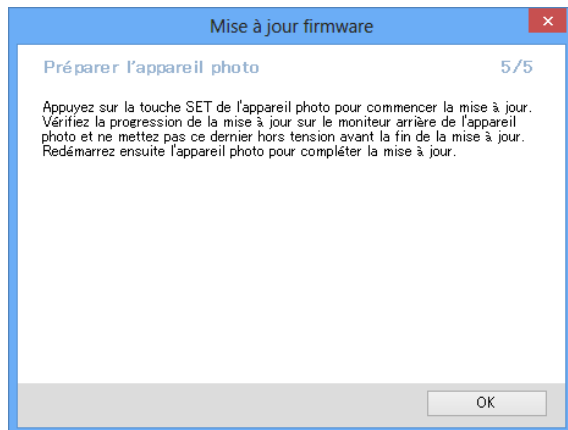 Mise à jour firmware
Préparer l'appareil photo 5/5
Appuyez sur la touche SET de l'appareil photo pour commencer la mise à jour.
Vérifiez la progression de la mise à jour sur le moniteur arrière de l'appareil
photo et ne mettez pas ce dernier hors tension avant la fin de la mise à jour.
Redémarrez ensuite l'appareil photo pour compléter la mise à jour.
OK